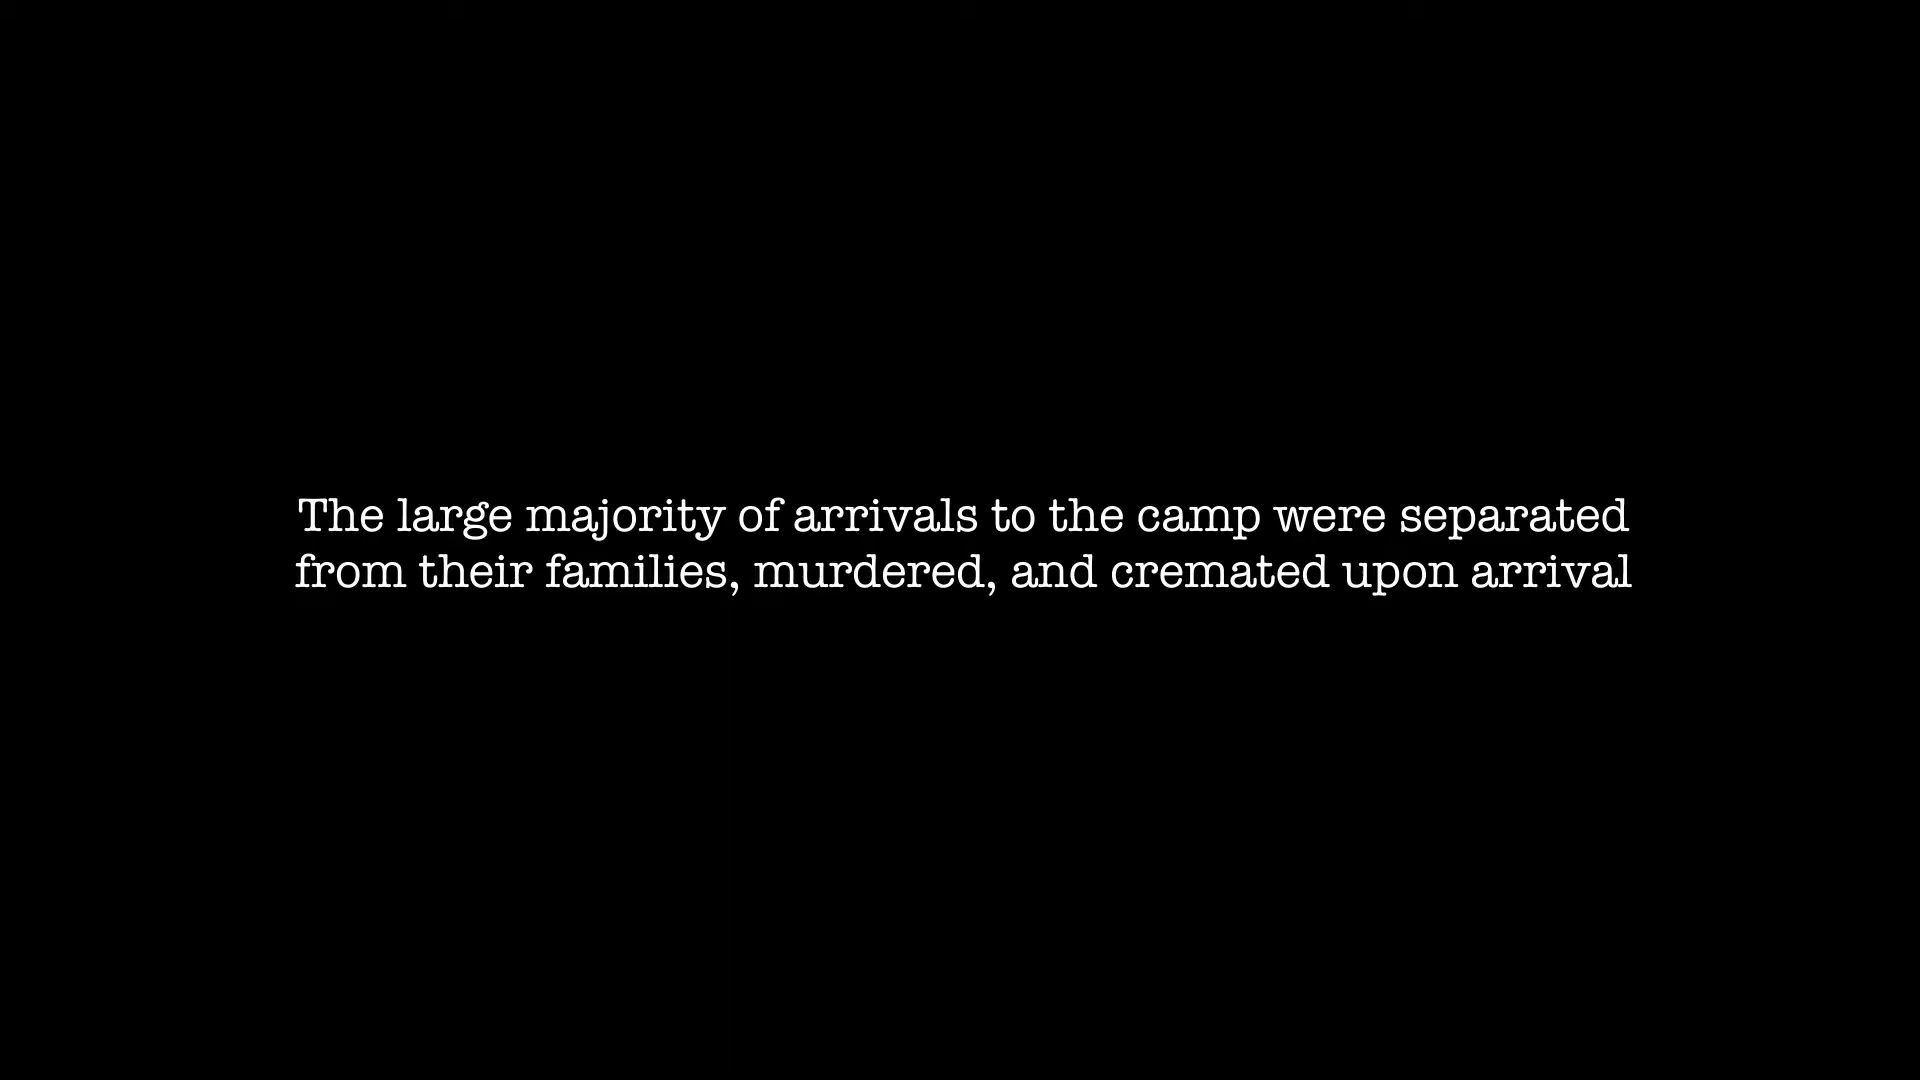 The large majority of arrivals to the camp were separated
from their families, murdered, and cremated upon arrival